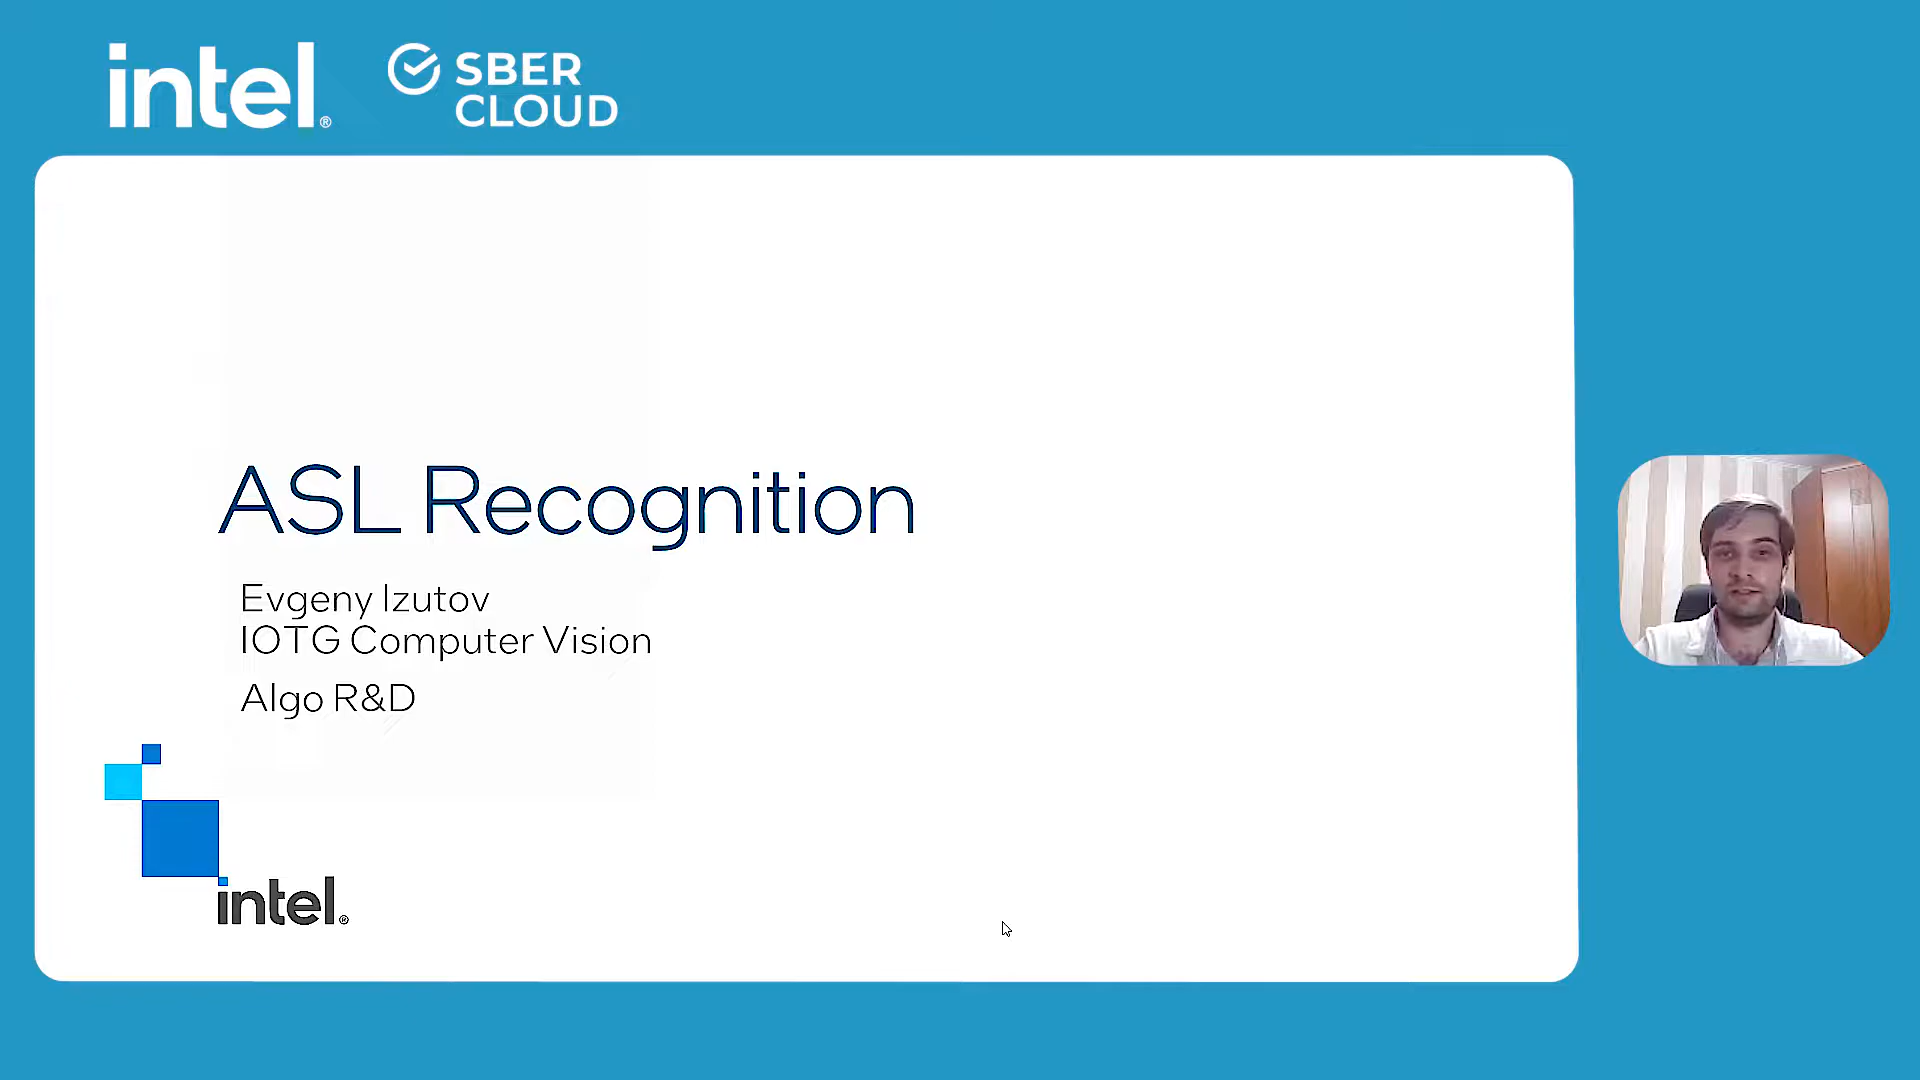 intel®
SBER
CLOUD
ASL Recognition
Evgeny Izutov
IOTG Computer Vision
Algo R&D
intel®